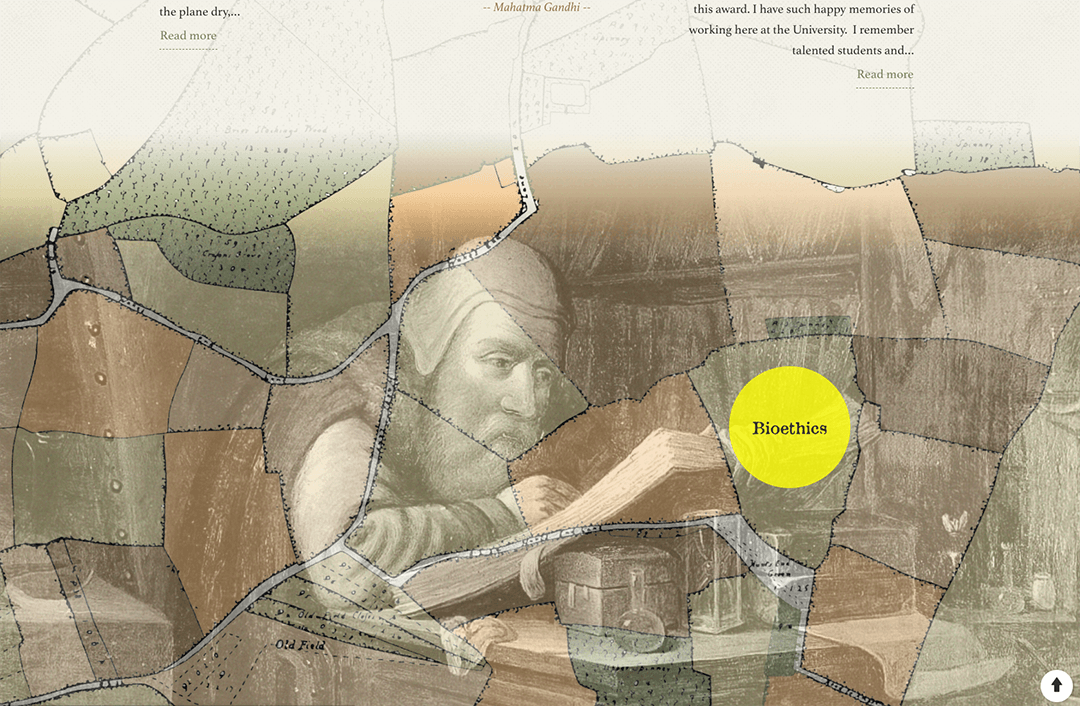 the plane dry,...
Read more
-- Mahatma Gandhi --
this award. I have such happy memories of
working here at the University. I remember
talented students and...
Read more
Spinney
Bioethics
Old Field